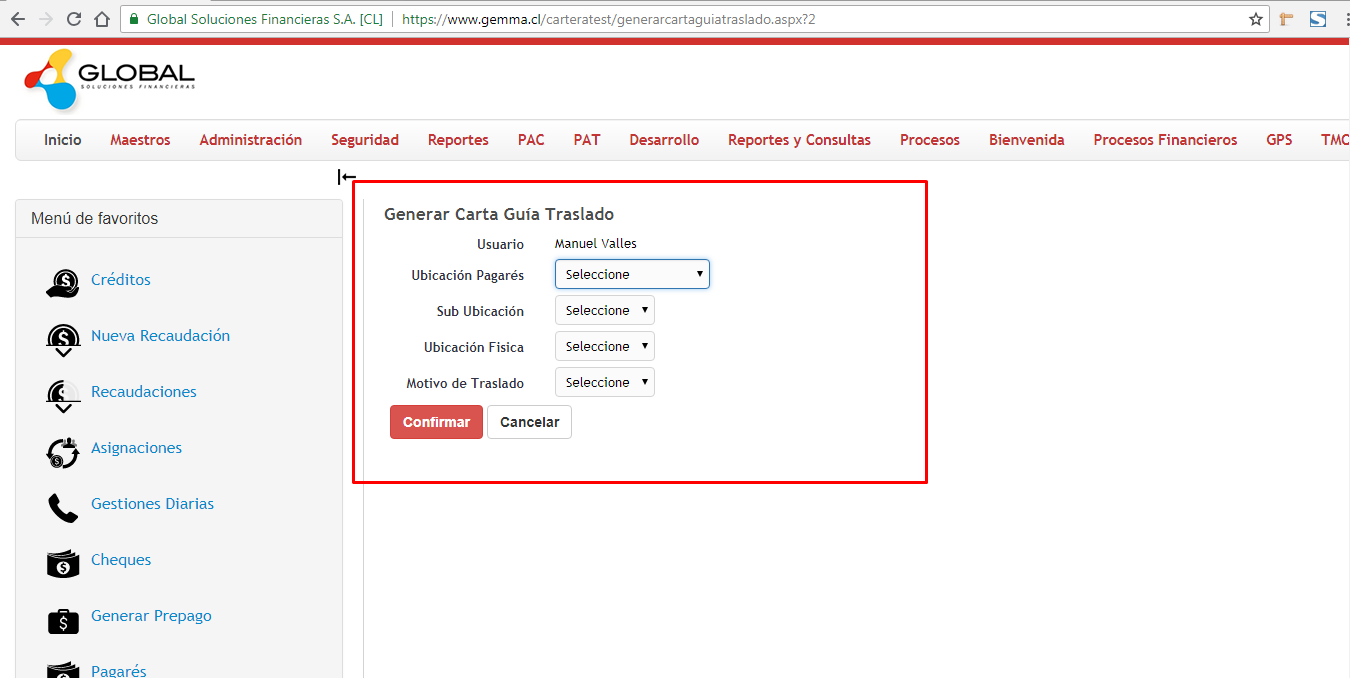 Global Soluciones Financieras S.A. [CL] https://www.gemma.cl/carteratest/generarcartaguiatraslado.aspx?2
GLOBAL
SOLUCIONES FINANCIERAS
Inicio Maestros Administración Seguridad Reportes PAC PAT Desarrollo Reportes y Consultas Procesos Bienvenida Procesos Financieros GPS TMO
Menú de favoritos
Créditos
Nueva Recaudación
Recaudaciones
Asignaciones
Gestiones Diarias
Cheques
Generar Prepago
Pagarés
Generar Carta Guía Traslado
Usuario Manuel Valles
Ubicación Pagarés Seleccione
Sub Ubicación Seleccione
Ubicación Fisica Seleccione
Motivo de Traslado Seleccione
Confirmar Cancelar